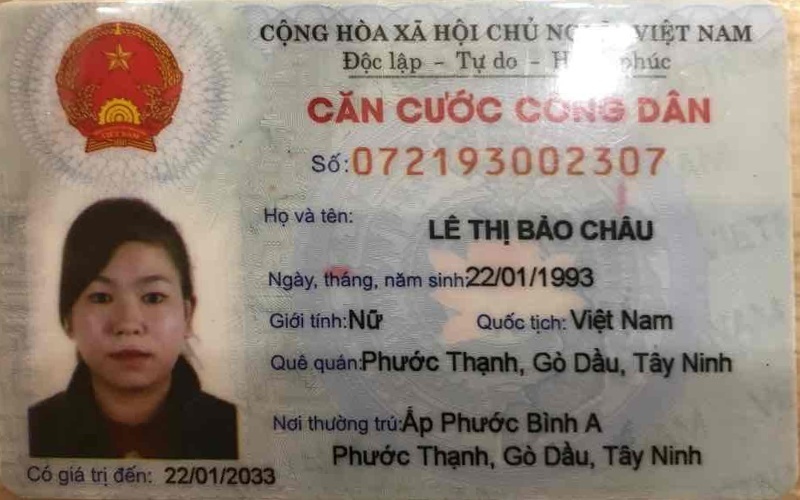 CỘNG HÒA XÃ HỘI CHỦ NGHĨA VIỆT NAM
Độc lập - Tự do - Hạnh phúc
CĂN CƯỚC CÔNG DÂN
Số: 072193002307
Họ và tên:
LÊ THỊ BẢO CHÂU
Ngày, tháng, năm sinh: 22/01/1993
Giới tính: Nữ Quốc tịch: Việt Nam
Quê quán: Phước Thạnh, Gò Dầu, Tây Ninh
Nơi thường trú: Ấp Phước Bình A
Phước Thạnh, Gò Dầu, Tây Ninh
Có giá trị đến: 22/01/2033